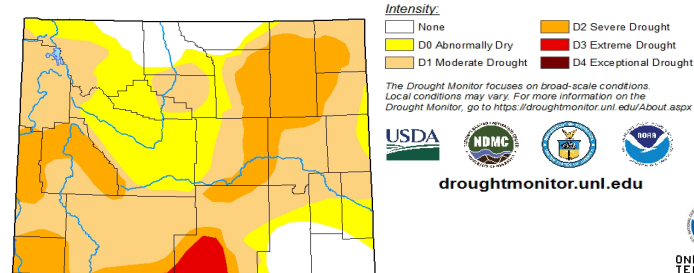 Intensity:
None
D0 Abnormally Dry
D1 Moderate Drought
D2 Severe Drought
D3 Extreme Drought
D4 Exceptional Drought
The Drought Monitor focuses on broad-scale conditions.
Local conditions may vary. For more information on the
Drought Monitor, go to https://droughtmonitor.unl.edu/About.aspx
USDA
NDMC
NOAA
droughtmonitor.unl.edu